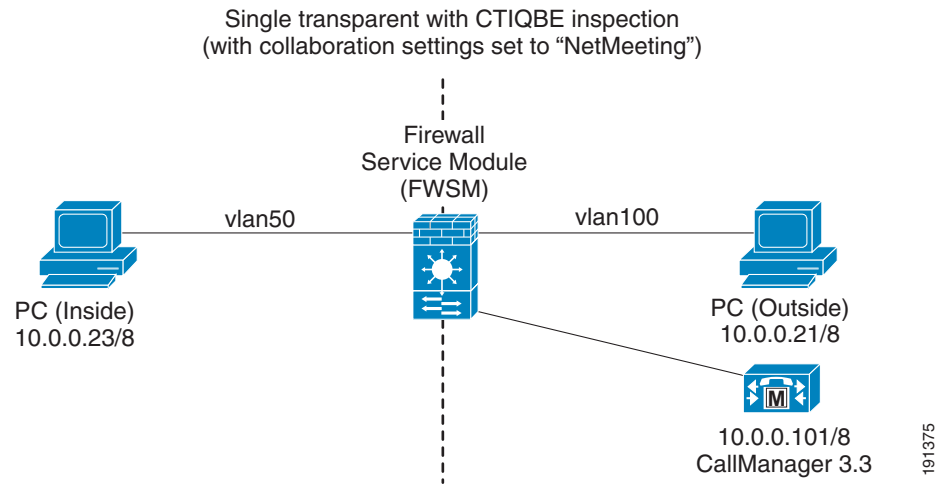 Single transparent with CTIQBE inspection
(with collaboration settings set to “NetMeeting”)
Firewall
Service Module
(FWSM)
vlan50
vlan100
PC (Inside)
10.0.0.23/8
PC (Outside)
10.0.0.21/8
M
10.0.0.101/8
CallManager 3.3
191375